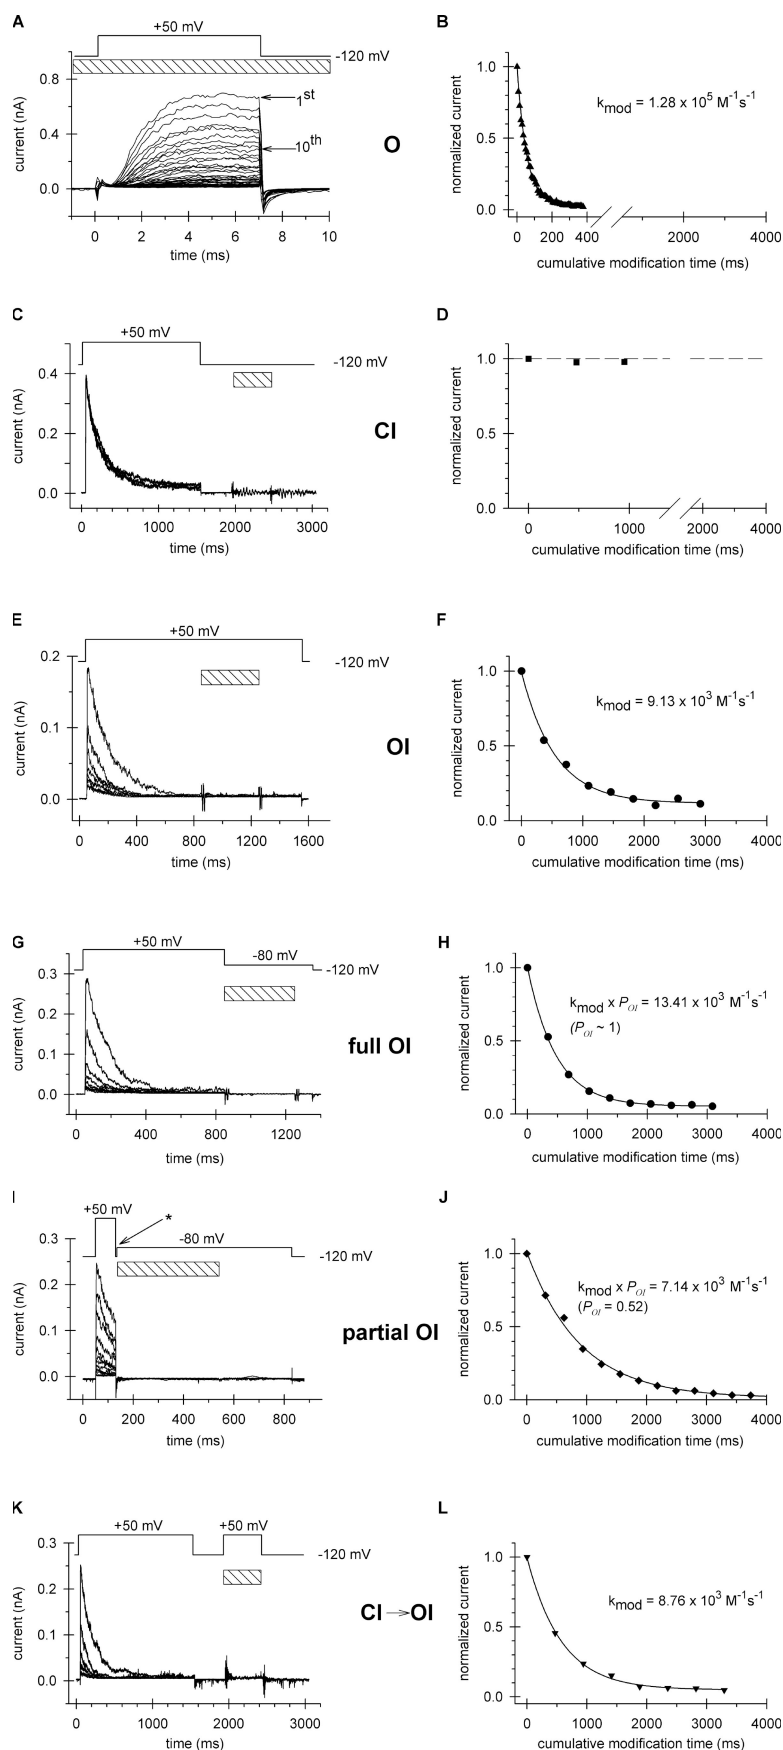 A
+50 mV
-120 mV
current (nA)
0.8
0.4
0.0
1st
10th
0 2 4 6 8 10
time (ms)
O
B
normalized current
1.0
0.5
0.0
kmod = 1.28 x 10^5 M^-1s^-1
0 200 400 2000 4000
cumulative modification time (ms)
C
+50 mV
-120 mV
current (nA)
0.4
0.2
0.0
0 1000 2000 3000
time (ms)
CI
D
normalized current
1.0
0.5
0.0
0 1000 2000 4000
cumulative modification time (ms)
E
+50 mV
-120 mV
current (nA)
0.2
0.1
0.0
0 400 800 1200 1600
time (ms)
OI
F
normalized current
1.0
0.5
0.0
kmod = 9.13 x 10^3 M^-1s^-1
0 1000 2000 3000 4000
cumulative modification time (ms)
G
+50 mV
-80 mV
-120 mV
current (nA)
0.3
0.2
0.1
0.0
0 400 800 1200
time (ms)
full OI
H
normalized current
1.0
0.5
0.0
kmod x POI = 13.41 x 10^3 M^-1s^-1
(POI ~ 1)
0 1000 2000 3000 4000
cumulative modification time (ms)
I
+50 mV
*
-80 mV
-120 mV
current (nA)
0.3
0.2
0.1
0.0
0 200 400 600 800
time (ms)
partial OI
J
normalized current
1.0
0.5
0.0
kmod x POI = 7.14 x 10^3 M^-1s^-1
(POI = 0.52)
0 1000 2000 3000 4000
cumulative modification time (ms)
K
+50 mV
+50 mV
-120 mV
current (nA)
0.3
0.2
0.1
0.0
0 1000 2000 3000
time (ms)
CI → OI
L
normalized current
1.0
0.5
0.0
kmod = 8.76 x 10^3 M^-1s^-1
0 1000 2000 3000 4000
cumulative modification time (ms)